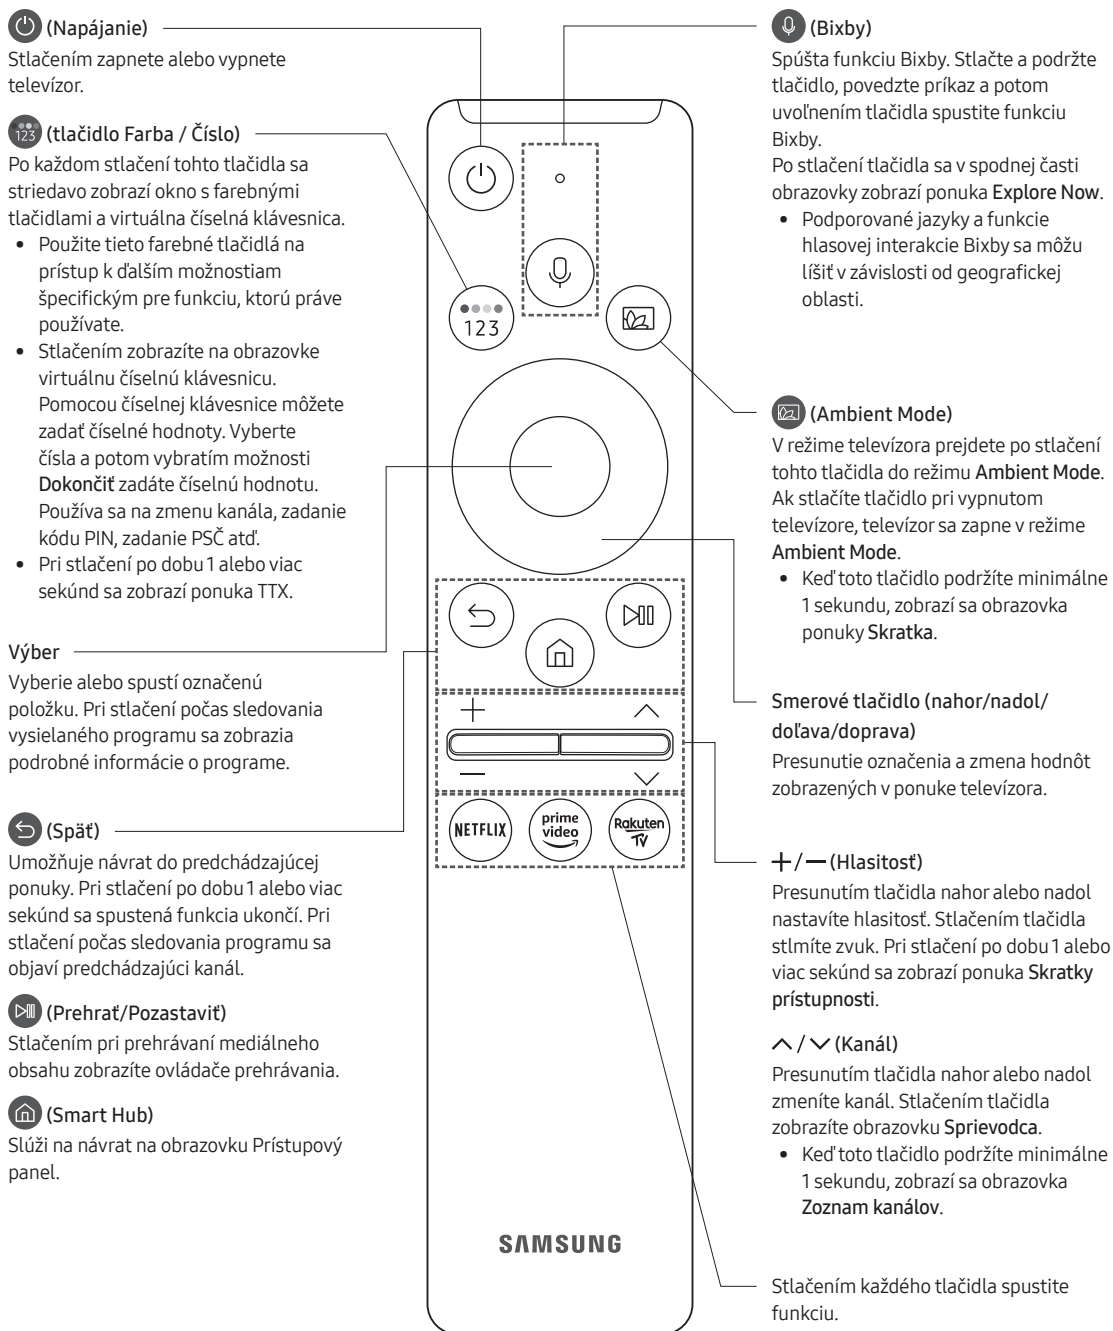 (Napájanie)
Stlačením zapnete alebo vypnete
televízor.
123 (tlačidlo Farba / Číslo)
Po každom stlačení tohto tlačidla sa
striedavo zobrazí okno s farebnými
tlačidlami a virtuálna číselná klávesnica.
• Použite tieto farebné tlačidlá na
prístup k ďalším možnostiam
špecifickým pre funkciu, ktorú práve
používate.
• Stlačením zobrazíte na obrazovke
virtuálnu číselnú klávesnicu.
Pomocou číselnej klávesnice môžete
zadať číselné hodnoty. Vyberte
čísla a potom vybratím možnosti
Dokončiť zadáte číselnú hodnotu.
Používa sa na zmenu kanála, zadanie
kódu PIN, zadanie PSČ atď.
• Pri stlačení po dobu 1 alebo viac
sekúnd sa zobrazí ponuka TTX.
Výber
Vyberie alebo spustí označenú
položku. Pri stlačení počas sledovania
vysielaného programu sa zobrazia
podrobné informácie o programe.
(Späť)
Umožňuje návrat do predchádzajúcej
ponuky. Pri stlačení po dobu 1 alebo viac
sekúnd sa spustená funkcia ukončí. Pri
stlačení počas sledovania programu sa
objaví predchádzajúci kanál.
(Prehrať/Pozastaviť)
Stlačením pri prehrávaní mediálneho
obsahu zobrazíte ovládače prehrávania.
(Smart Hub)
Slúži na návrat na obrazovku Prístupový
panel.
123
NETFLIX
prime
video
Rakuten
TV
SAMSUNG
(Bixby)
Spúšta funkciu Bixby. Stlačte a podržte
tlačidlo, povedzte príkaz a potom
uvoľnením tlačidla spustite funkciu
Bixby.
Po stlačení tlačidla sa v spodnej časti
obrazovky zobrazí ponuka Explore Now.
• Podporované jazyky a funkcie
hlasovej interakcie Bixby sa môžu
líšiť v závislosti od geografickej
oblasti.
(Ambient Mode)
V režime televízora prejdete po stlačení
tohto tlačidla do režimu Ambient Mode.
Ak stlačíte tlačidlo pri vypnutom
televízore, televízor sa zapne v režime
Ambient Mode.
• Keď toto tlačidlo podržíte minimálne
1 sekundu, zobrazí sa obrazovka
ponuky Skratka.
Smerové tlačidlo (nahor/nadol/
doľava/doprava)
Presunutie označenia a zmena hodnôt
zobrazených v ponuke televízora.
+/— (Hlasitosť)
Presunutím tlačidla nahor alebo nadol
nastavíte hlasitosť. Stlačením tlačidla
stlmíte zvuk. Pri stlačení po dobu 1 alebo
viac sekúnd sa zobrazí ponuka Skratky
prístupnosti.
/ (Kanál)
Presunutím tlačidla nahor alebo nadol
zmeníte kanál. Stlačením tlačidla
zobrazíte obrazovku Sprievodca.
• Keď toto tlačidlo podržíte minimálne
1 sekundu, zobrazí sa obrazovka
Zoznam kanálov.
Stlačením každého tlačidla spustite
funkciu.